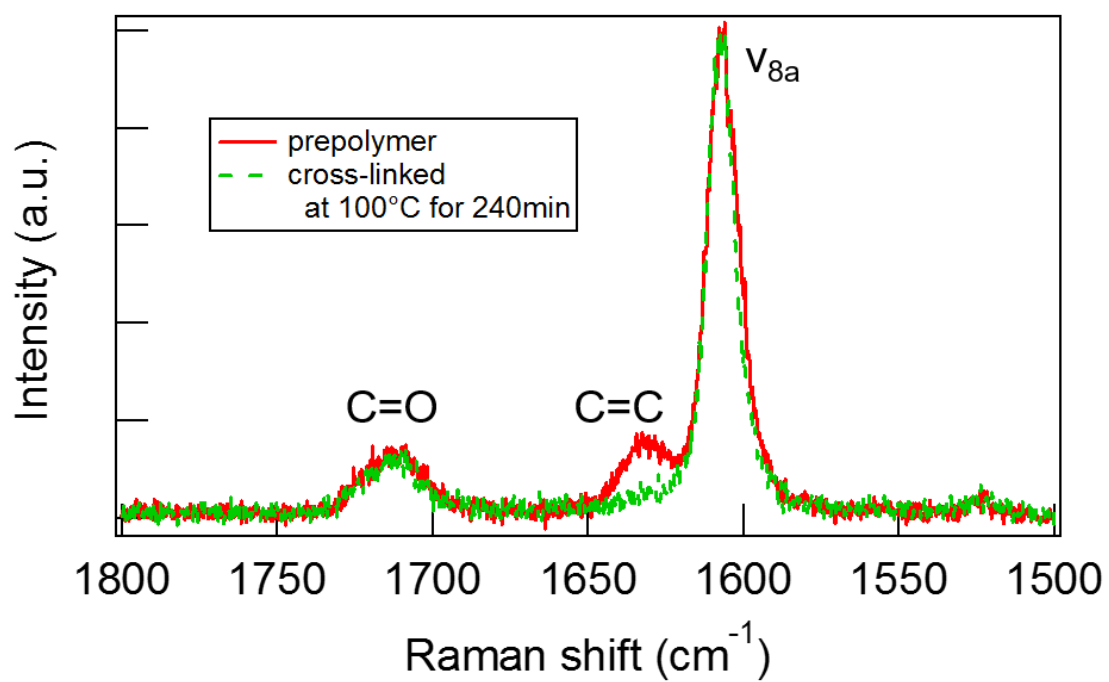 ν8a
prepolymer
cross-linked
at 100°C for 240min
C=O
C=C
Intensity (a.u.)
1800 1750 1700 1650 1600 1550 1500
Raman shift (cm-1)